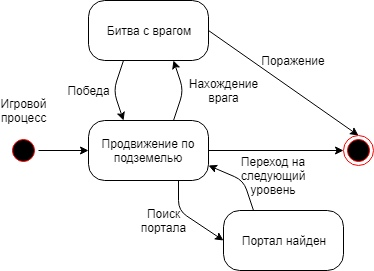 Битва с врагом
Поражение
Победа
Нахождение
врага
Игровой
процесс
Продвижение по
подземелью
Переход на
следующий
уровень
Поиск
портала
Портал найден